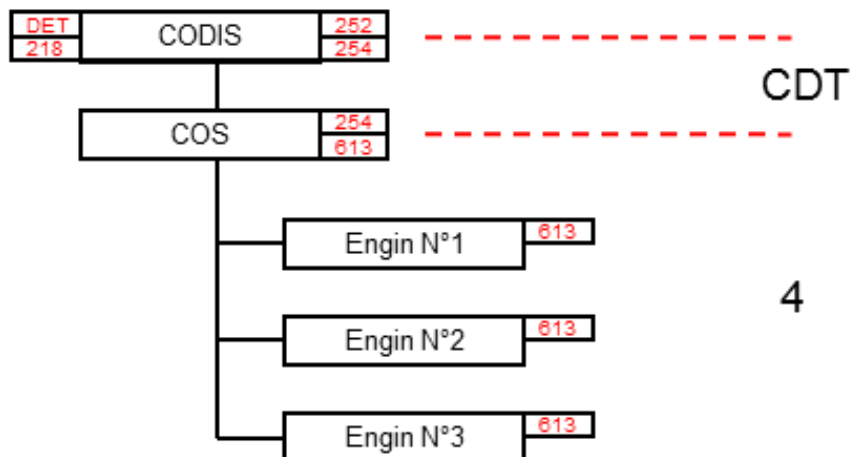 DET CODIS 252
218 254
CDT
COS 254
613
Engin N°1 613
4
Engin N°2 613
Engin N°3 613